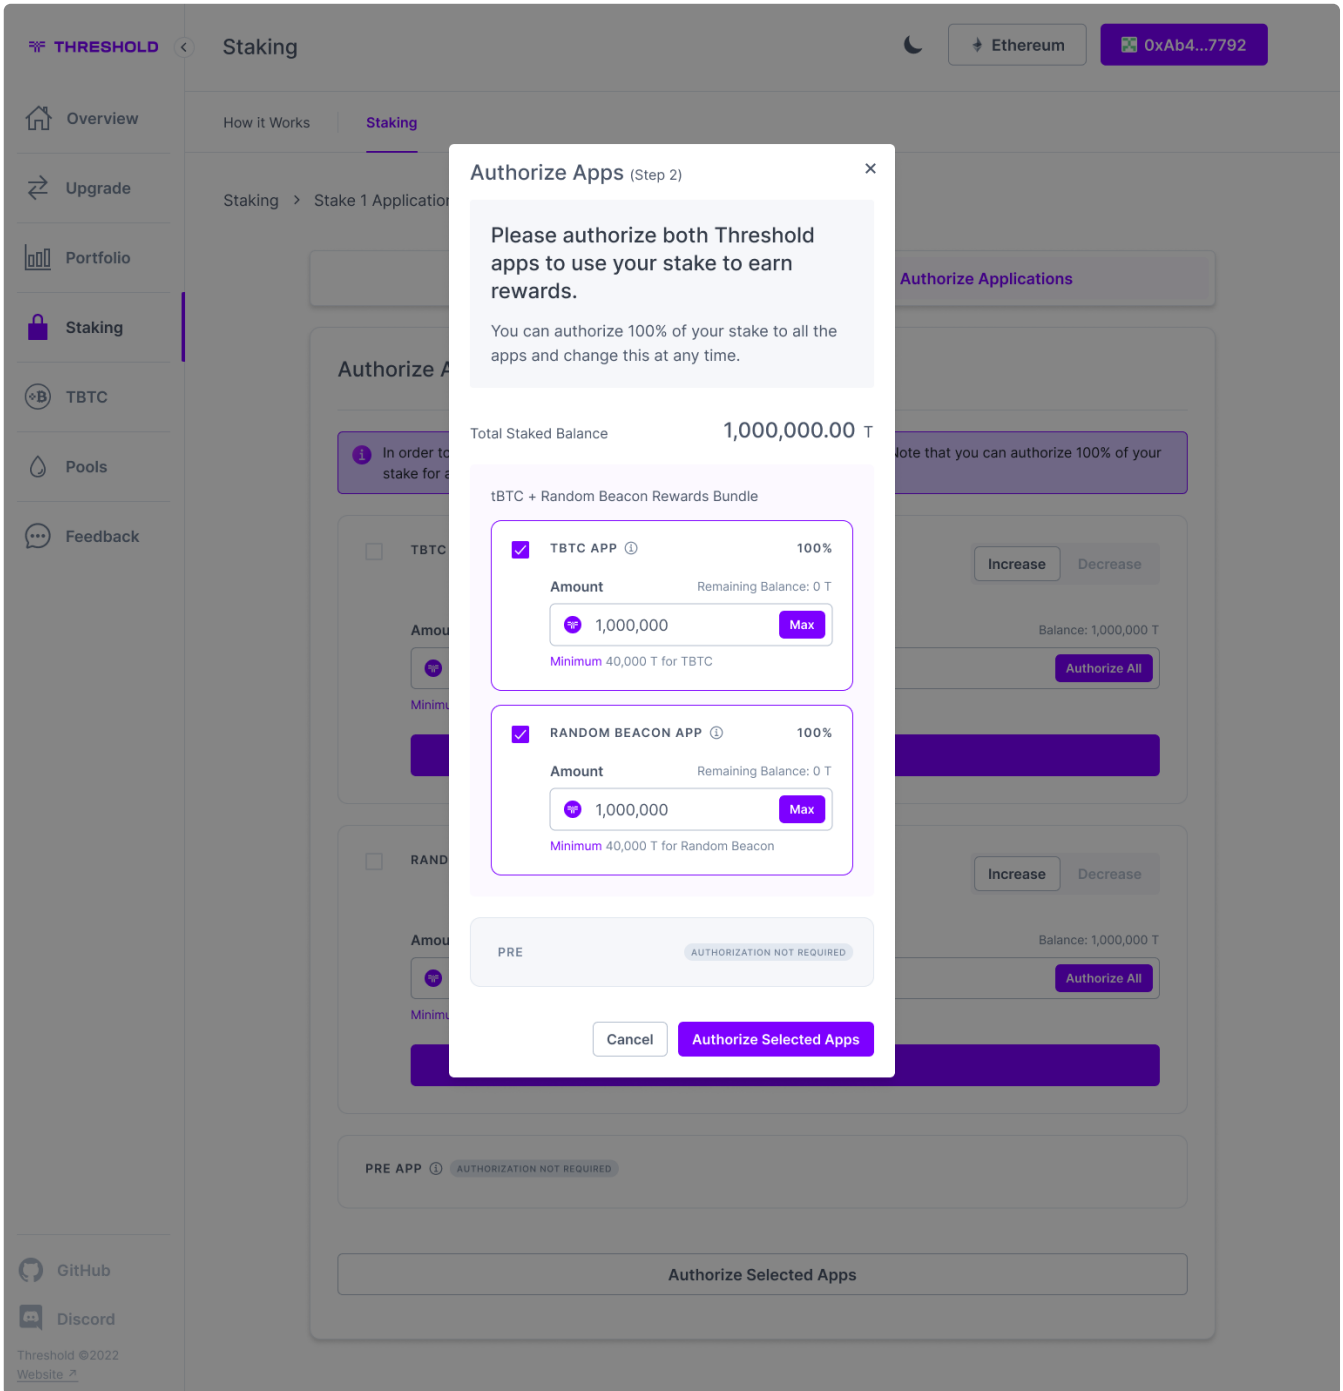 THRESHOLD
Staking
Ethereum
0xAb4...7792
Overview
Upgrade
Portfolio
Staking
TBTC
Pools
Feedback
How it Works
Staking
Staking > Stake 1
Authorize Applications
Authorize
In order to
Note that you can authorize 100% of your
stake for
TBTC
Increase
Decrease
Balance: 1,000,000 T
Authorize All
Increase
Decrease
Balance: 1,000,000 T
Authorize All
PRE APP
AUTHORIZATION NOT REQUIRED
Authorize Selected Apps
Authorize Apps (Step 2)
Please authorize both Threshold
apps to use your stake to earn
rewards.
You can authorize 100% of your stake to all the
apps and change this at any time.
Total Staked Balance
1,000,000.00 T
tBTC + Random Beacon Rewards Bundle
TBTC APP
100%
Amount
Remaining Balance: 0 T
1,000,000
Max
Minimum 40,000 T for TBTC
RANDOM BEACON APP
100%
Amount
Remaining Balance: 0 T
1,000,000
Max
Minimum 40,000 T for Random Beacon
PRE
AUTHORIZATION NOT REQUIRED
Cancel
Authorize Selected Apps
GitHub
Discord
Threshold ©2022
Website ↗